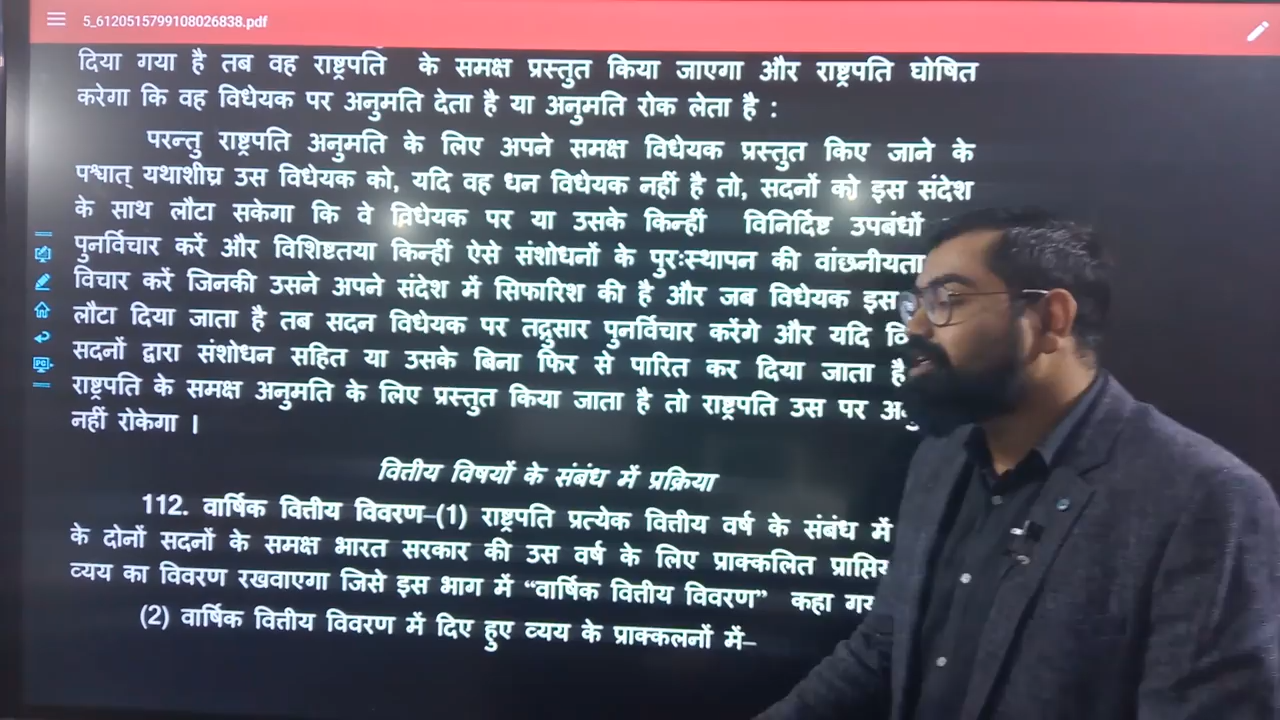 5_6120515799108026838.pdf
दिया गया है तब वह राष्ट्रपति के समक्ष प्रस्तुत किया जाएगा और राष्ट्रपति घोषित
करेगा कि वह विधेयक पर अनुमति देता है या अनुमति रोक लेता है :
परन्तु राष्ट्रपति अनुमति के लिए अपने समक्ष विधेयक प्रस्तुत किए जाने के
पश्चात् यथाशीघ्र उस विधेयक को, यदि वह धन विधेयक नहीं है तो, सदनों को इस संदेश
के साथ लौटा सकेगा कि वे विधेयक पर या उसके किन्हीं विनिर्दिष्ट उपबंधों
पुनर्विचार करें और विशिष्टतया किन्हीं ऐसे संशोधनों के पुरःस्थापन की वांछनीयता
विचार करें जिनकी उसने अपने संदेश में सिफारिश की है और जब विधेयक इस
लौटा दिया जाता है तब सदन विधेयक पर तद्नुसार पुनर्विचार करेंगे और यदि
सदनों द्वारा संशोधन सहित या उसके बिना फिर से पारित कर दिया जाता है
राष्ट्रपति के समक्ष अनुमति के लिए प्रस्तुत किया जाता है तो राष्ट्रपति उस पर
नहीं रोकेगा ।
वित्तीय विषयों के संबंध में प्रक्रिया
112. वार्षिक वित्तीय विवरण–(1) राष्ट्रपति प्रत्येक वित्तीय वर्ष के संबंध में
के दोनों सदनों के समक्ष भारत सरकार की उस वर्ष के लिए प्राक्कलित
व्यय का विवरण रखवाएगा जिसे इस भाग में “वार्षिक वित्तीय विवरण” कहा
(2) वार्षिक वित्तीय विवरण में दिए हुए व्यय के प्राक्कलनों में–